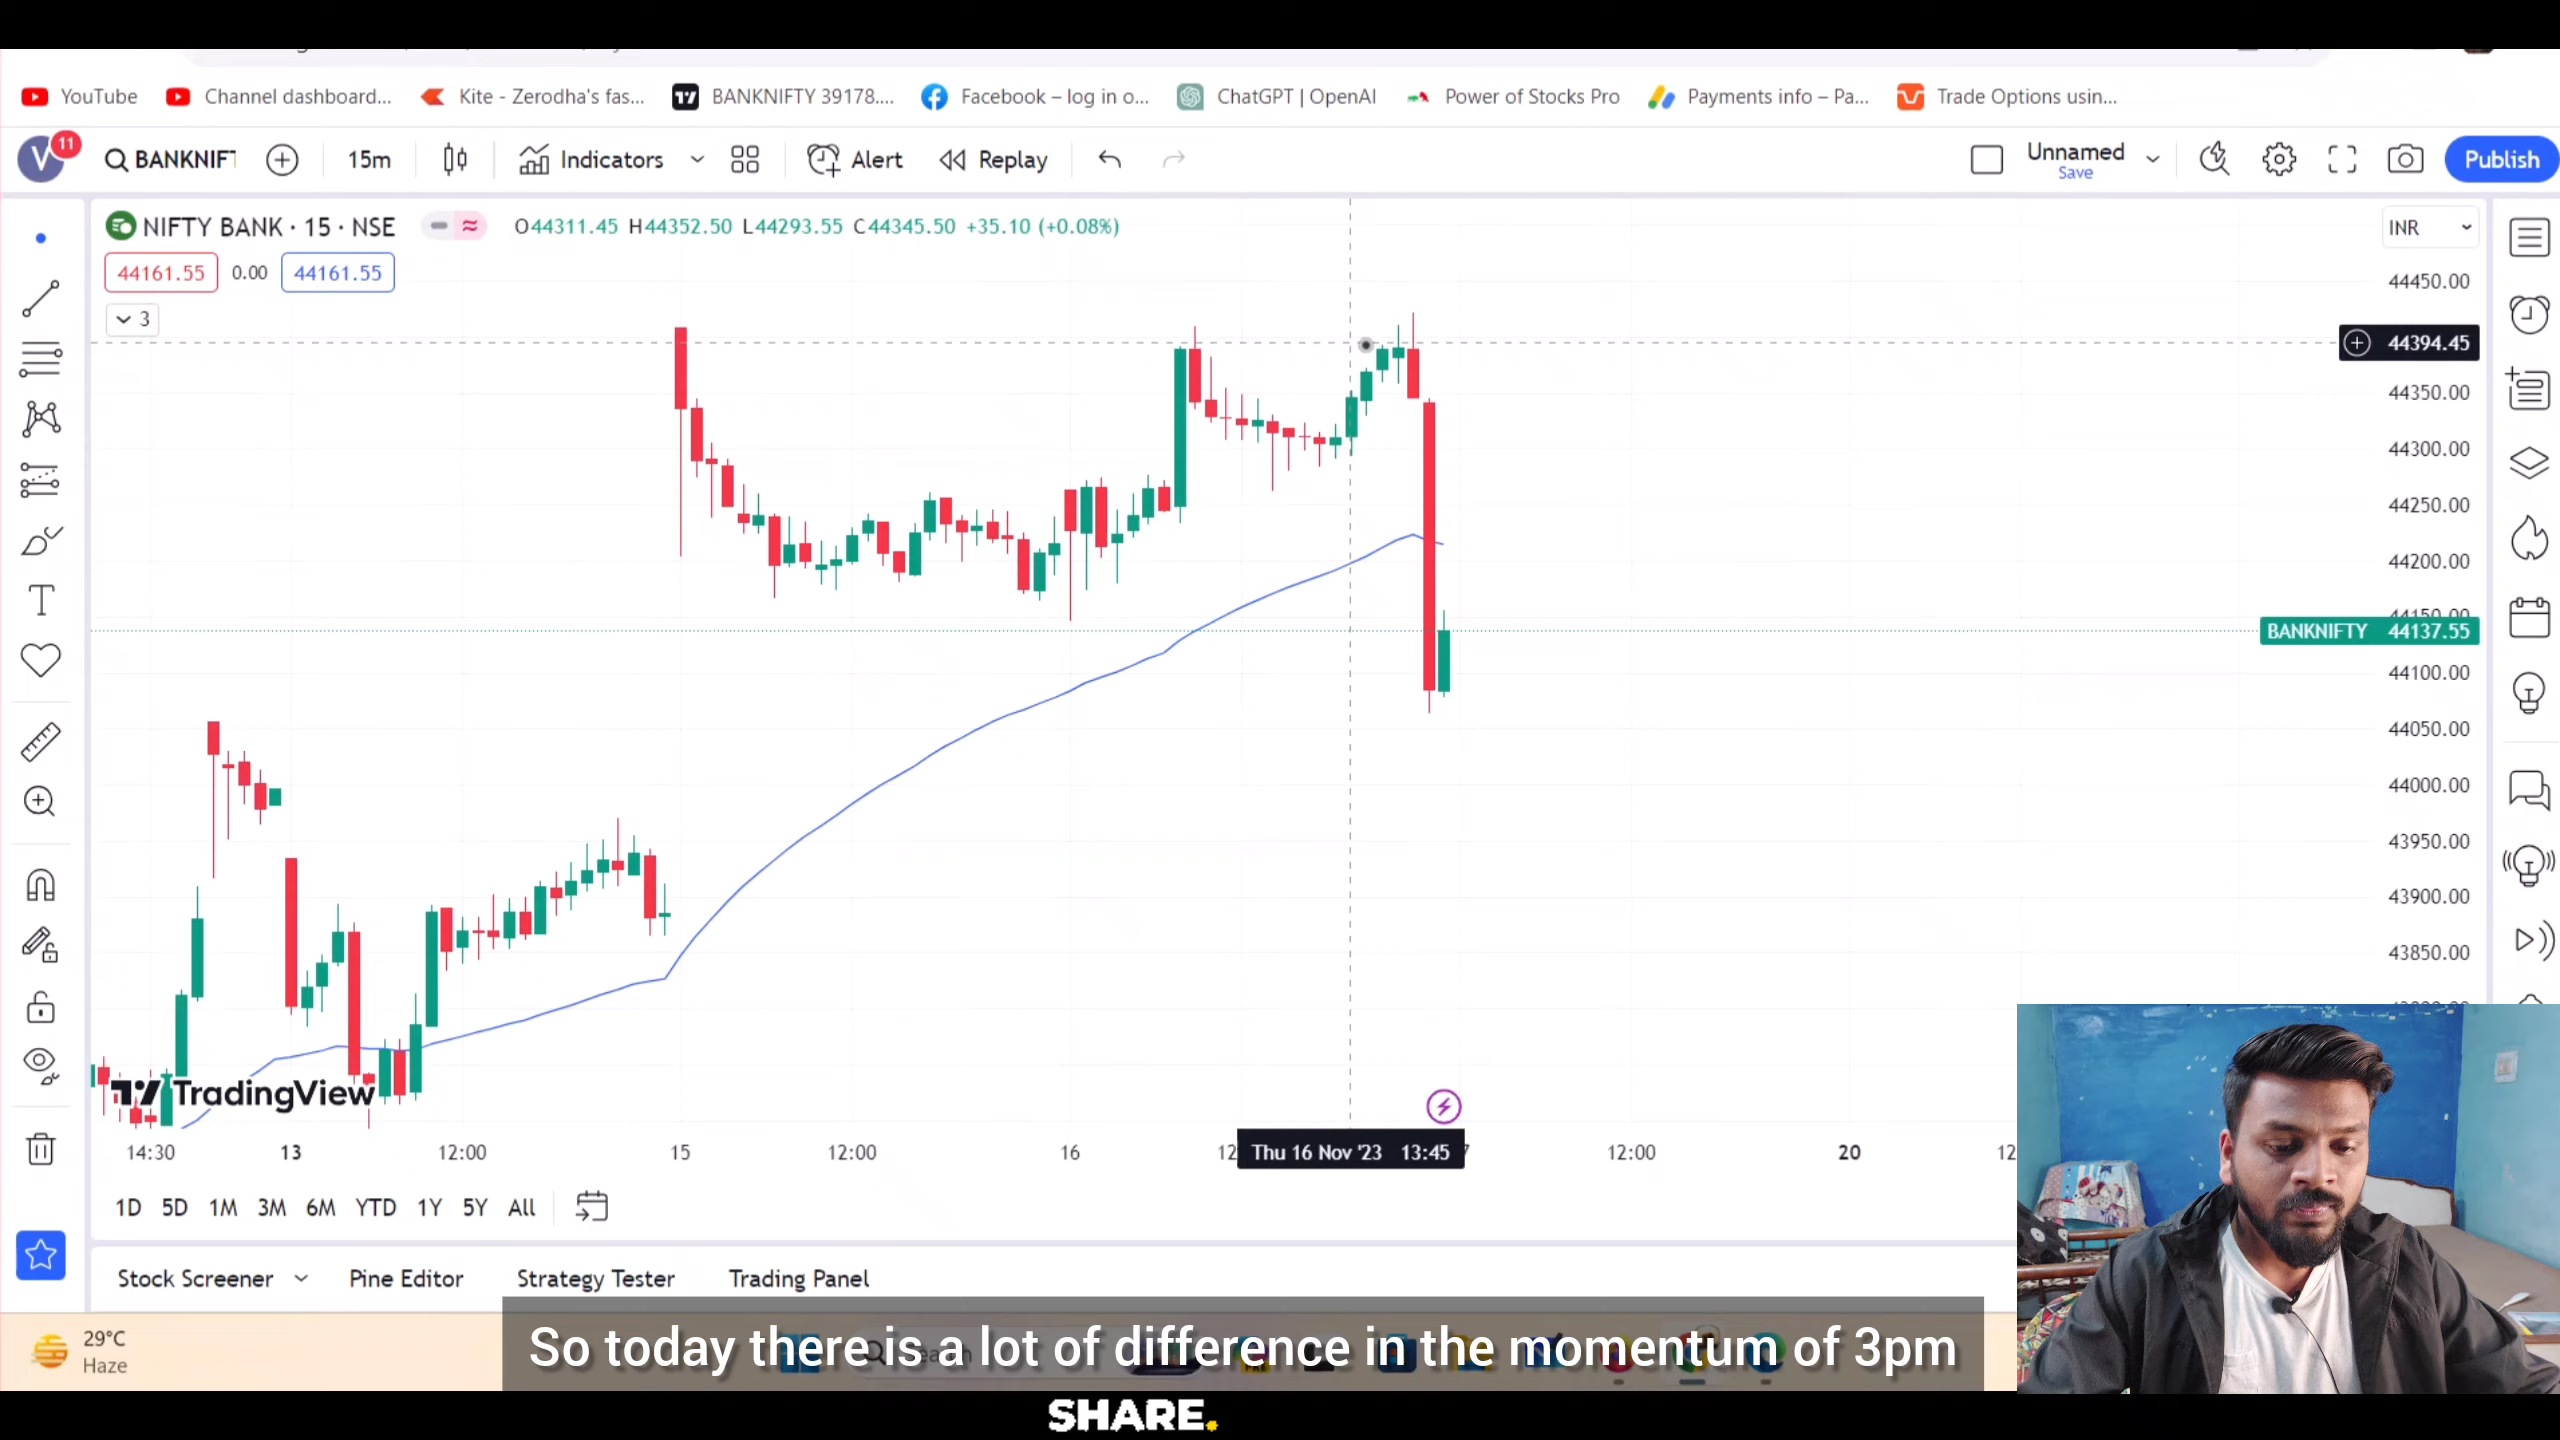 YouTube
Channel dashboard...
Kite - Zerodha's fas...
BANKNIFTY 39178....
Facebook – log in o...
ChatGPT | OpenAI
Power of Stocks Pro
Payments info – Pa...
Trade Options usin...
V 11
BANKNIFT
15m
Indicators
Alert
Replay
Unnamed
Save
Publish
NIFTY BANK · 15 · NSE
O44311.45 H44352.50 L44293.55 C44345.50 +35.10 (+0.08%)
INR
44161.55 0.00 44161.55
3
44450.00
44394.45
44350.00
44300.00
44250.00
44200.00
44150.00
BANKNIFTY 44137.55
44100.00
44050.00
44000.00
43950.00
43900.00
43850.00
TradingView
14:30 13 12:00 15 12:00 16 Thu 16 Nov '23 13:45 12:00 20
1D 5D 1M 3M 6M YTD 1Y 5Y All
Stock Screener Pine Editor Strategy Tester Trading Panel
29°C
Haze
So today there is a lot of difference in the momentum of 3pm
SHARE.